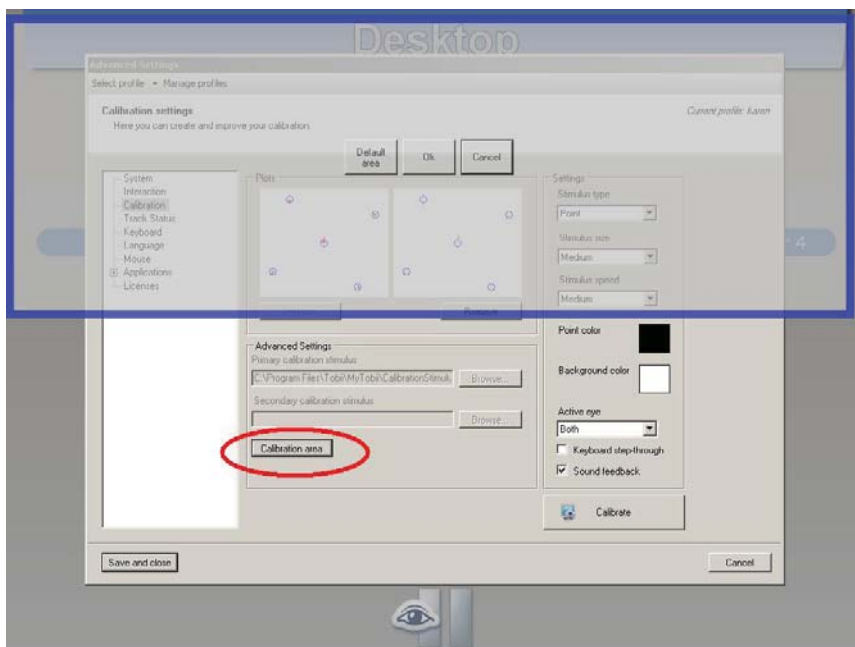 Desktop
Advanced Settings
Select profile Manage profiles
Calibration settings
Current profile: karen
Here you can create and improve your calibration.
Default area
Ok
Cancel
System
Interaction
Calibration
Track Status
Keyboard
Language
Mouse
Applications
Licenses
Plots
Settings
Stimulus type
Point
Stimulus size
Medium
Stimulus speed
Medium
4
Point color
Background color
Active eye
Both
Keyboard step-through
Sound feedback
Calibrate
Advanced Settings
Primary calibration stimulus
C:\Program Files\Tobii\MyTobii\CalibrationStimul
Browse...
Secondary calibration stimulus
Browse...
Calibration area
Save and close
Cancel